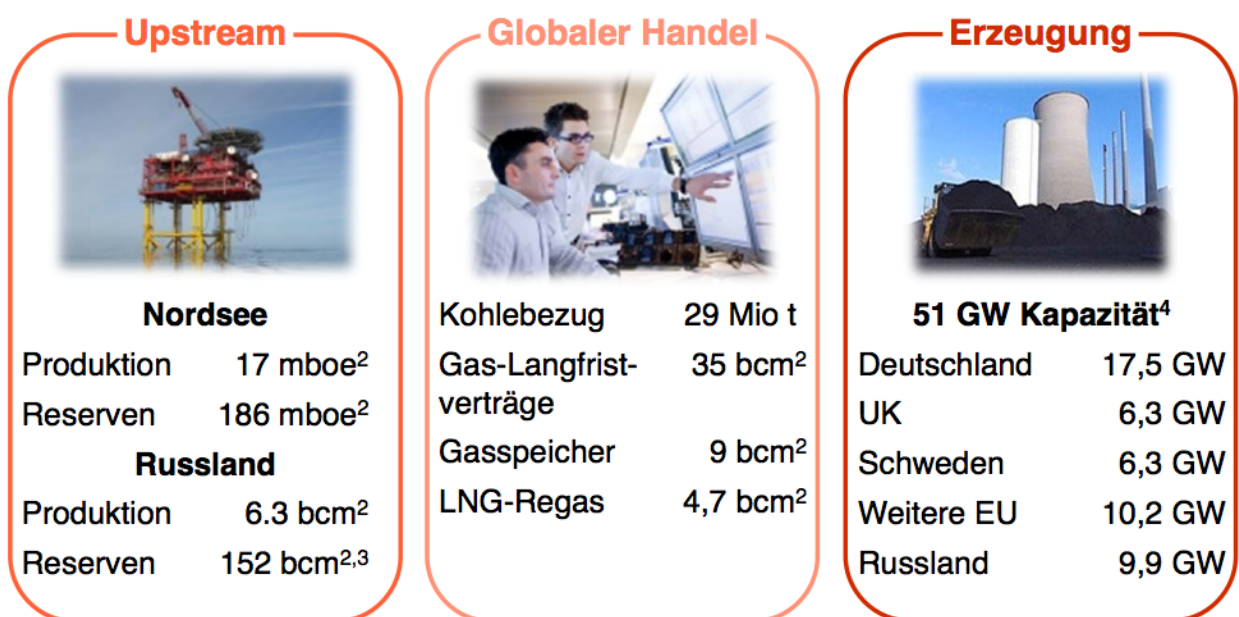 Upstream
Nordsee
Produktion 17 mboe²
Reserven 186 mboe²
Russland
Produktion 6.3 bcm²
Reserven 152 bcm²,³
Globaler Handel
Kohlebezug 29 Mio t
Gas-Langfrist- 35 bcm²
verträge
Gasspeicher 9 bcm²
LNG-Regas 4,7 bcm²
Erzeugung
51 GW Kapazität⁴
Deutschland 17,5 GW
UK 6,3 GW
Schweden 6,3 GW
Weitere EU 10,2 GW
Russland 9,9 GW